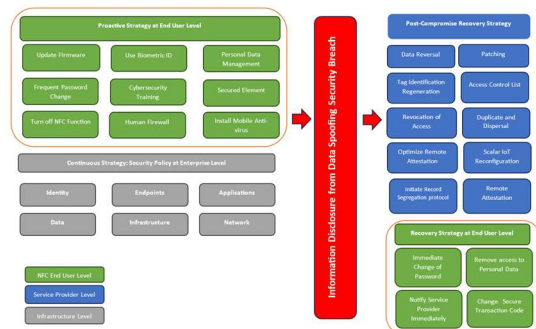 Proactive Strategy at End User Level
Update Firmware
Use Biometric ID
Personal Data
Management
Frequent Password
Change
Cybersecurity
Training
Secured Element
Turn off NFC Function
Human Firewall
Install Mobile Anti-
virus
Continuous Strategy: Security Policy at Enterprise Level
Identity
Endpoints
Applications
Data
Infrastructure
Network
NFC End User Level
Service Provider Level
Infrastructure Level
Information Disclosure from Data Spoofing Security Breach
Post-Compromise Recovery Strategy
Data Reversal
Patching
Tag Identification
Regeneration
Access Control List
Revocation of
Access
Duplicate and
Dispersal
Optimize Remote
Attestation
Scalar IoT
Reconfiguration
Initiate Record
Segregation protocol
Remote
Attestation
Recovery Strategy at End User Level
Immediate
Change of
Password
Remove access to
Personal Data
Notify Service
Provider
Immediately
Change Secure
Transaction Code